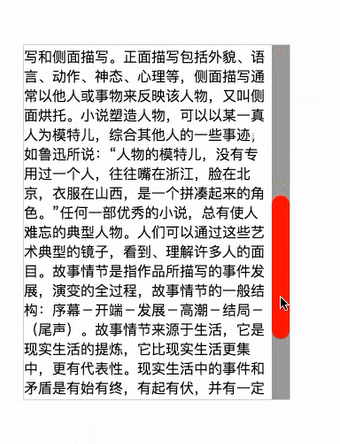 写和侧面描写。正面描写包括外貌、语
言、动作、神态、心理等，侧面描写通
常以他人或事物来反映该人物，又叫侧
面烘托。小说塑造人物，可以以某一真
人为模特儿，综合其他人的一些事迹，
如鲁迅所说：“人物的模特儿，没有专
用过一个人，往往嘴在浙江，脸在北
京，衣服在山西，是一个拼凑起来的角
色。”任何一部优秀的小说，总有使人
难忘的典型人物。人们可以通过这些艺
术典型的镜子，看到、理解许多人的面
目。故事情节是指作品所描写的事件发
展，演变的全过程，故事情节的一般结
构：序幕－开端－发展－高潮－结局－
（尾声）。故事情节来源于生活，它是
现实生活的提炼，它比现实生活更集
中，更有代表性。现实生活中的事件和
矛盾是有始有终，有起有伏，并有一定